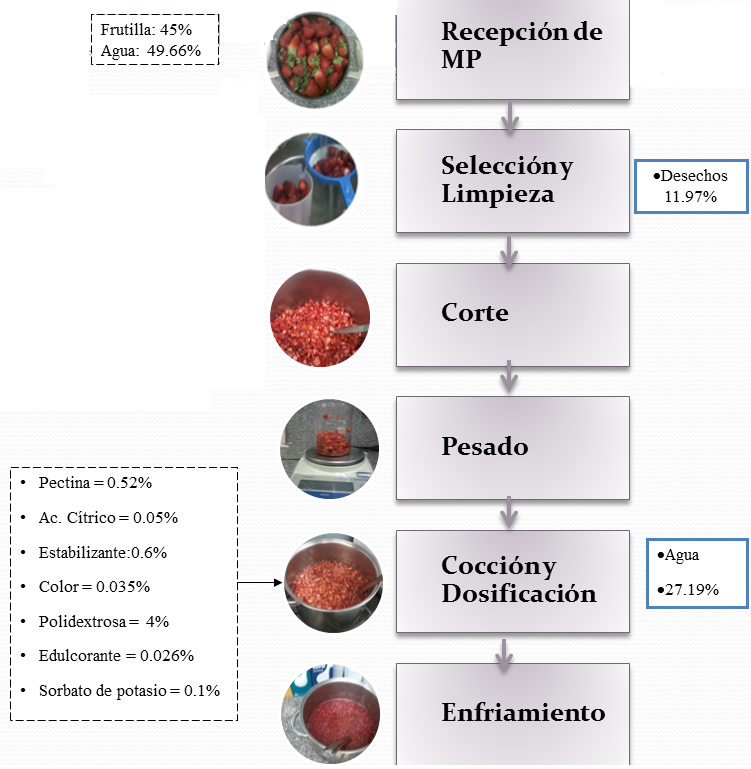 Frutilla: 45%
Agua: 49.66%
Recepción de
MP
Selección y
Limpieza
•Desechos
11.97%
Corte
Pesado
• Pectina = 0.52%
• Ac. Cítrico = 0.05%
• Estabilizante:0.6%
• Color = 0.035%
• Polidextrosa = 4%
• Edulcorante = 0.026%
• Sorbato de potasio = 0.1%
Cocción y
Dosificación
•Agua
•27.19%
Enfriamiento